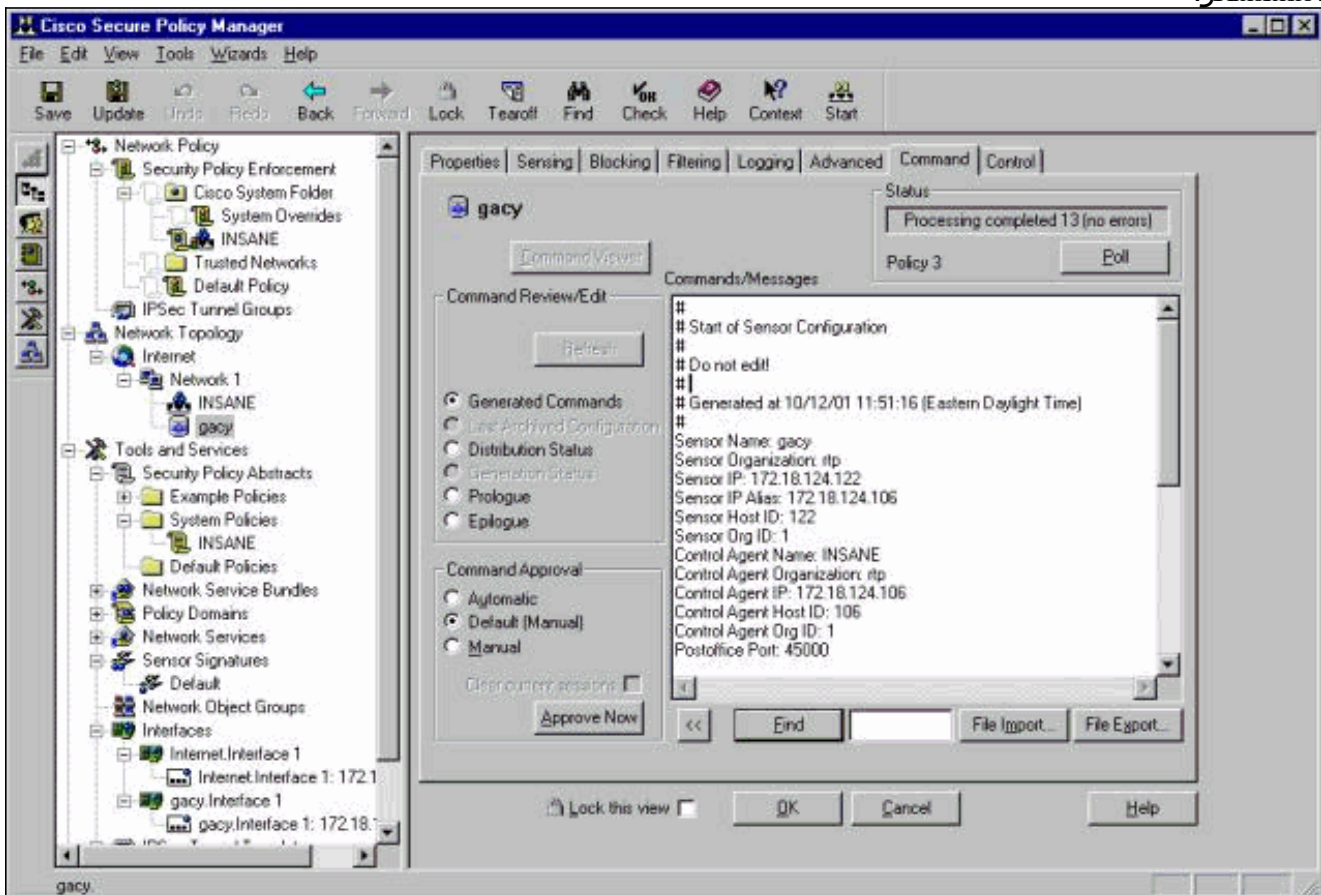 Cisco Secure Policy Manager
File Edit View Tools Wizards Help
Save Update Undo Redo Back Forward Lock Tearoff Find Check Help Context Start
Network Policy
Security Policy Enforcement
Cisco System Folder
System Overrides
INSANE
Trusted Networks
Default Policy
IPSec Tunnel Groups
Network Topology
Internet
Network 1
INSANE
gacy
Tools and Services
Security Policy Abstracts
Example Policies
System Policies
INSANE
Default Policies
Network Service Bundles
Policy Domains
Network Services
Sensor Signatures
Default
Network Object Groups
Interfaces
Internet.Interface 1
Internet.Interface 1: 172.1
gacy.Interface 1
gacy.Interface 1: 172.18.
Properties Sensing Blocking Filtering Logging Advanced Command Control
gacy
Command Viewer
Status
Processing completed 13 (no errors)
Policy 3
Poll
Command Review/Edit
Refresh
Generated Commands
Last Archived Configuration
Distribution Status
Generation Status
Prologue
Epilogue
Command Approval
Automatic
Default (Manual)
Manual
Clear current sessions
Approve Now
Commands/Messages
#
# Start of Sensor Configuration
#
# Do not edit!
#
# Generated at 10/12/01 11:51:16 (Eastern Daylight Time)
#
Sensor Name: gacy
Sensor Organization: rtp
Sensor IP: 172.18.124.122
Sensor IP Alias: 172.18.124.106
Sensor Host ID: 122
Sensor Org ID: 1
Control Agent Name: INSANE
Control Agent Organization: rtp
Control Agent IP: 172.18.124.106
Control Agent Host ID: 106
Control Agent Org ID: 1
Postoffice Port: 45000
<< Find File Import... File Export...
Lock this view OK Cancel Help
gacy